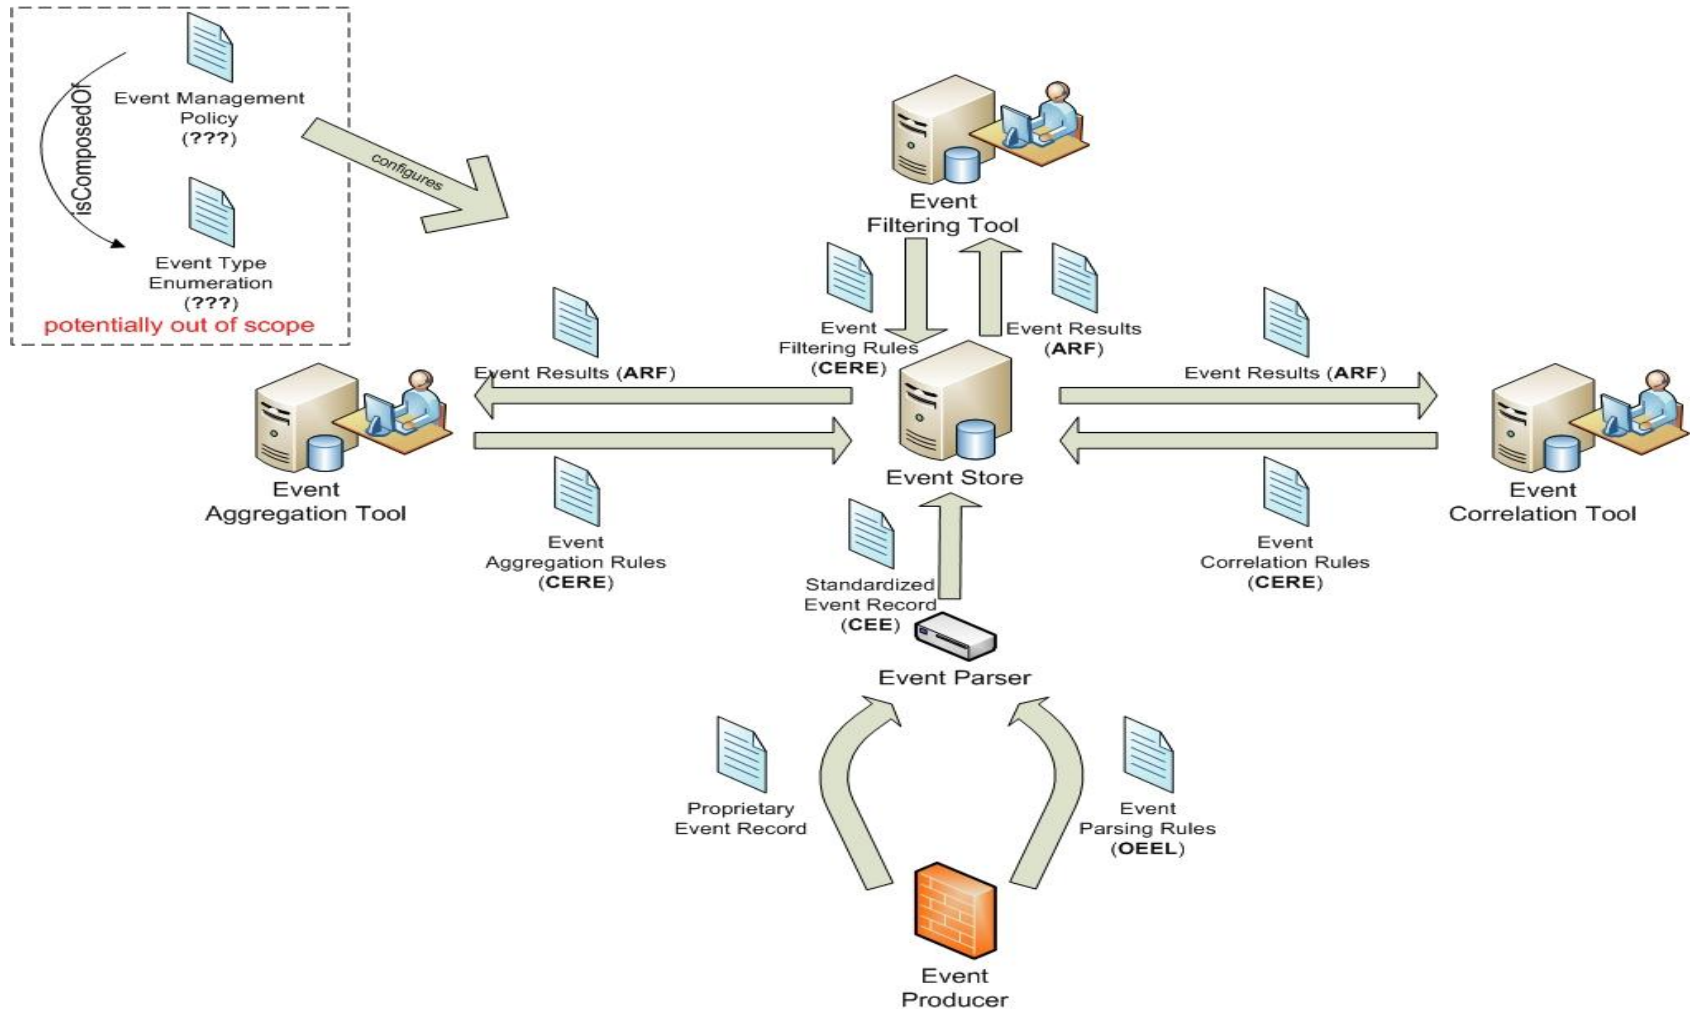 Event Management
Policy
(???)
isComposedOf
Event Type
Enumeration
(???)
potentially out of scope
configures
Event
Filtering Tool
Event
Filtering Rules
(CERE)
Event Results
(ARF)
Event Results (ARF)
Event Results (ARF)
Event
Aggregation Tool
Event Store
Event
Correlation Tool
Event
Aggregation Rules
(CERE)
Event
Correlation Rules
(CERE)
Standardized
Event Record
(CEE)
Event Parser
Proprietary
Event Record
Event
Parsing Rules
(OEEL)
Event
Producer